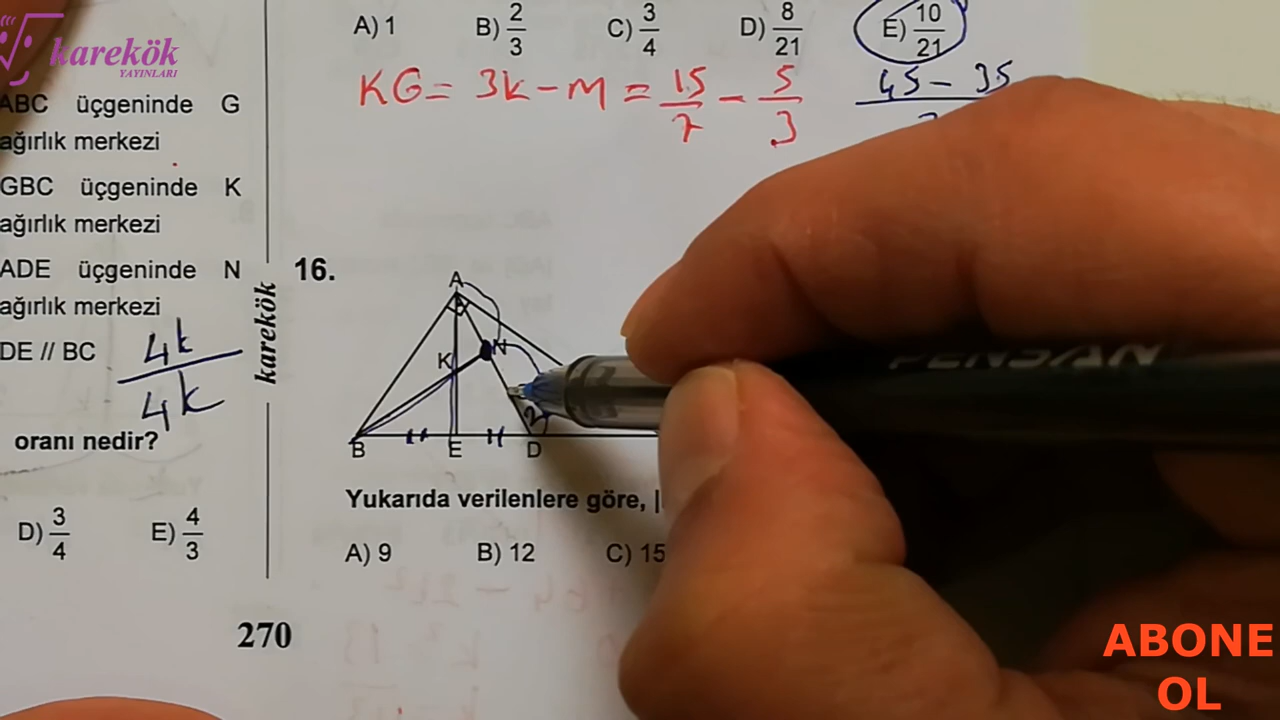 karekök
YAYINLARI
ABC üçgeninde G
ağırlık merkezi
GBC üçgeninde K
ağırlık merkezi
ADE üçgeninde N
ağırlık merkezi
DE // BC 4k
4k
oranı nedir?
D) 3/4 E) 4/3
270
karekök
A) 1 B) 2/3 C) 3/4 D) 8/21 E) 10/21
KG = 3k - m = 15/7 - 5/3 45 - 35
16.
A
K N
2
B E D
Yukarıda verilenlere göre, |
A) 9 B) 12 C) 15
PENSAN
ABONE
OL